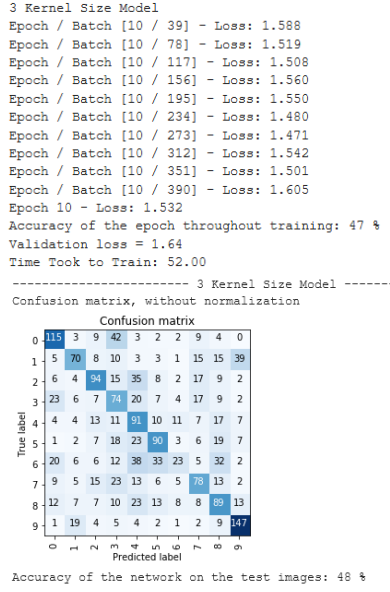 3 Kernel Size Model
Epoch / Batch [10 / 39] - Loss: 1.588
Epoch / Batch [10 / 78] - Loss: 1.519
Epoch / Batch [10 / 117] - Loss: 1.508
Epoch / Batch [10 / 156] - Loss: 1.560
Epoch / Batch [10 / 195] - Loss: 1.550
Epoch / Batch [10 / 234] - Loss: 1.480
Epoch / Batch [10 / 273] - Loss: 1.471
Epoch / Batch [10 / 312] - Loss: 1.542
Epoch / Batch [10 / 351] - Loss: 1.501
Epoch / Batch [10 / 390] - Loss: 1.605
Epoch 10 - Loss: 1.532
Accuracy of the epoch throughout training: 47 %
Validation loss = 1.64
Time Took to Train: 52.00
------------------------ 3 Kernel Size Model ------
Confusion matrix, without normalization
Confusion matrix
True label
0 115 3 9 42 3 2 2 9 4 0
1 5 70 8 10 3 3 1 15 15 39
2 6 4 94 15 35 8 2 17 9 2
3 23 6 7 74 20 7 4 17 9 2
4 4 4 13 11 91 10 11 7 17 7
5 1 2 7 18 23 90 3 6 19 7
6 20 6 6 12 38 33 23 5 32 2
7 9 5 15 23 13 6 5 78 13 2
8 12 7 7 10 23 13 8 8 89 13
9 1 19 4 5 4 2 1 2 9 147
0 1 2 3 4 5 6 7 8 9
Predicted label
Accuracy of the network on the test images: 48 %